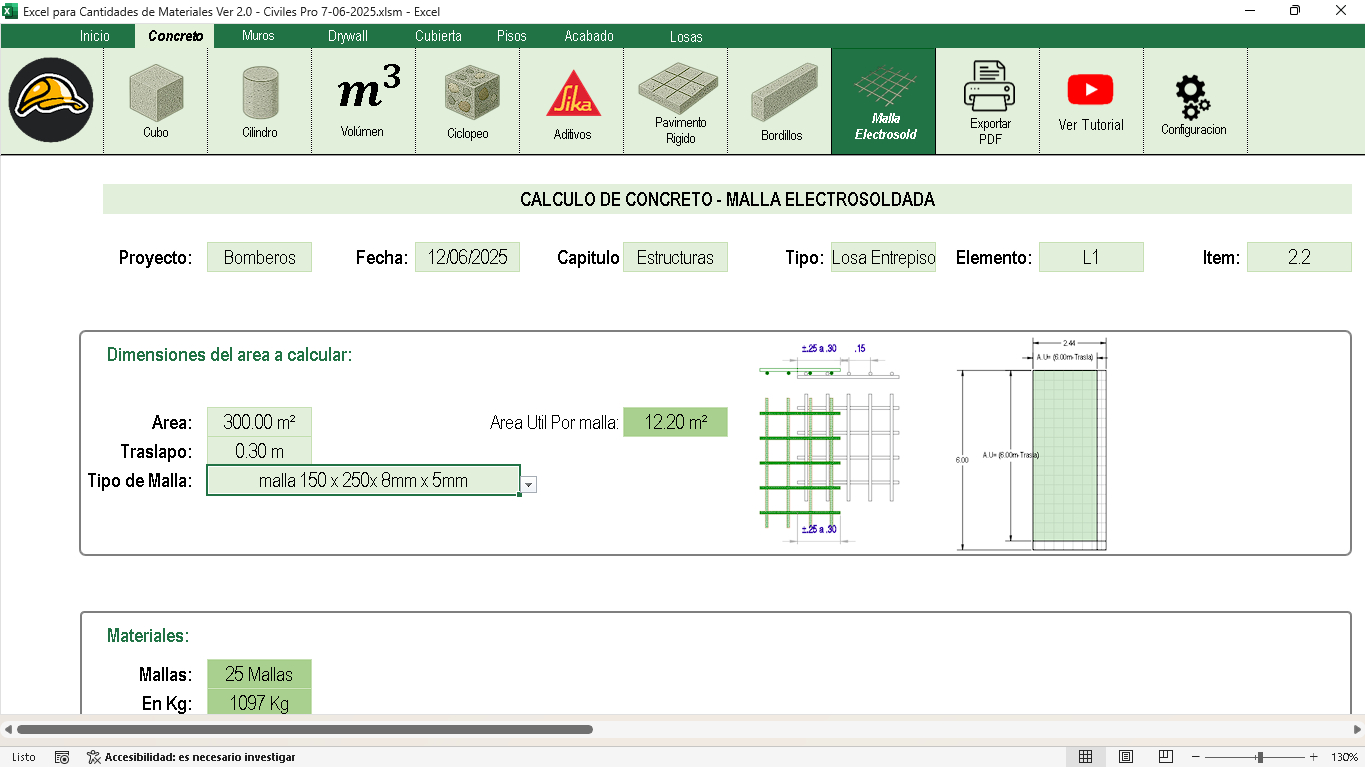 Excel para Cantidades de Materiales Ver 2.0 - Civiles Pro 7-06-2025.xlsm - Excel
Inicio Concreto Muros Drywall Cubierta Pisos Acabado Losas
m³
Sika
Cubo
Cilindro
Volúmen
Ciclopeo
Aditivos
Pavimento
Rigido
Bordillos
Malla
Electrosold
Exportar
PDF
Ver Tutorial
Configuracion
CALCULO DE CONCRETO - MALLA ELECTROSOLDADA
Proyecto: Bomberos Fecha: 12/06/2025 Capitulo Estructuras Tipo: Losa Entrepiso Elemento: L1 Item: 2.2
Dimensiones del area a calcular:
Area: 300.00 m² Area Util Por malla: 12.20 m²
Traslapo: 0.30 m
Tipo de Malla: malla 150 x 250x 8mm x 5mm
±.25 a .30 .15
±.25 a .30
2.44
A.U= (6.00m-Trasla)
6.00
A.U= (6.00m-Trasla)
Materiales:
Mallas: 25 Mallas
En Kg: 1097 Kg
Listo Accesibilidad: es necesario investigar 130%